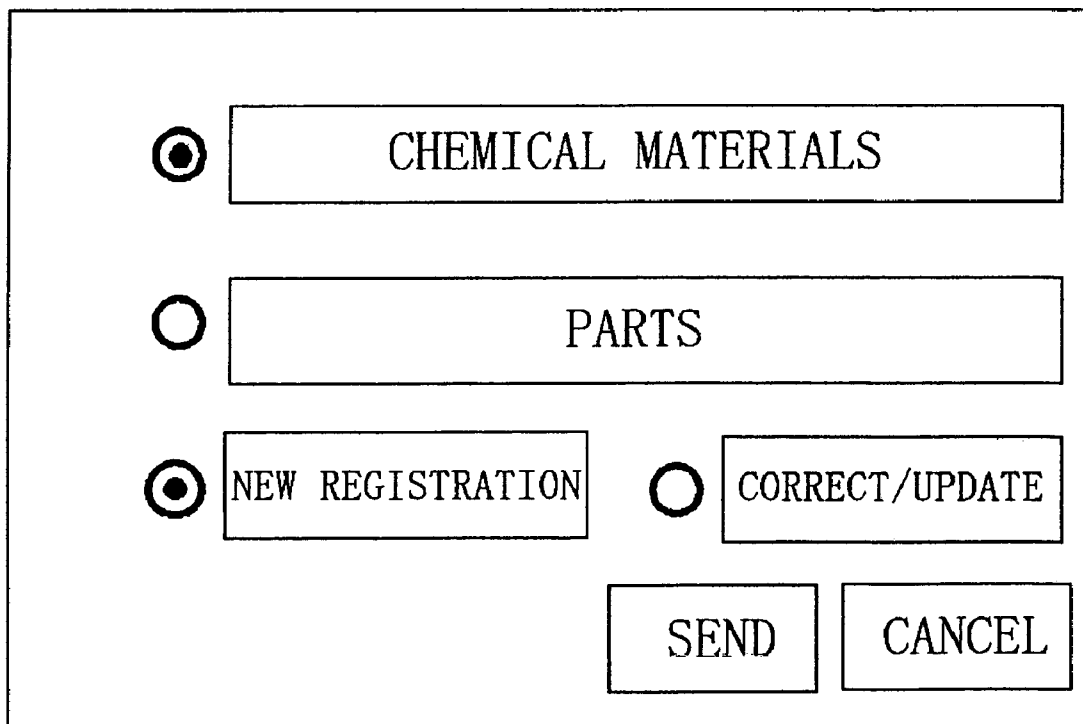 CHEMICAL MATERIALS
PARTS
NEW REGISTRATION CORRECT/UPDATE
SEND CANCEL